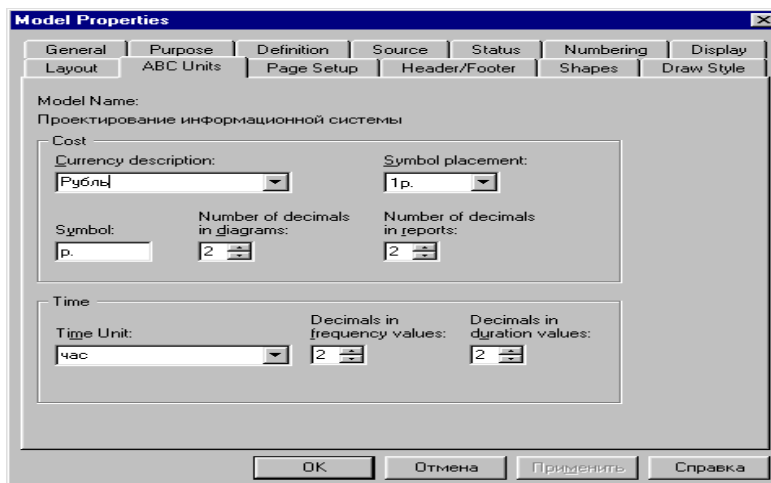 Model Properties
General Purpose Definition Source Status Numbering Display
Layout ABC Units Page Setup Header/Footer Shapes Draw Style
Model Name:
Проектирование информационной системы
Cost
Currency description: Symbol placement:
Рубль 1р.
Number of decimals Number of decimals
Symbol: in diagrams: in reports:
р. 2 2
Time
Decimals in Decimals in
Time Unit: frequency values: duration values:
час 2 2
OK Отмена Применить Справка